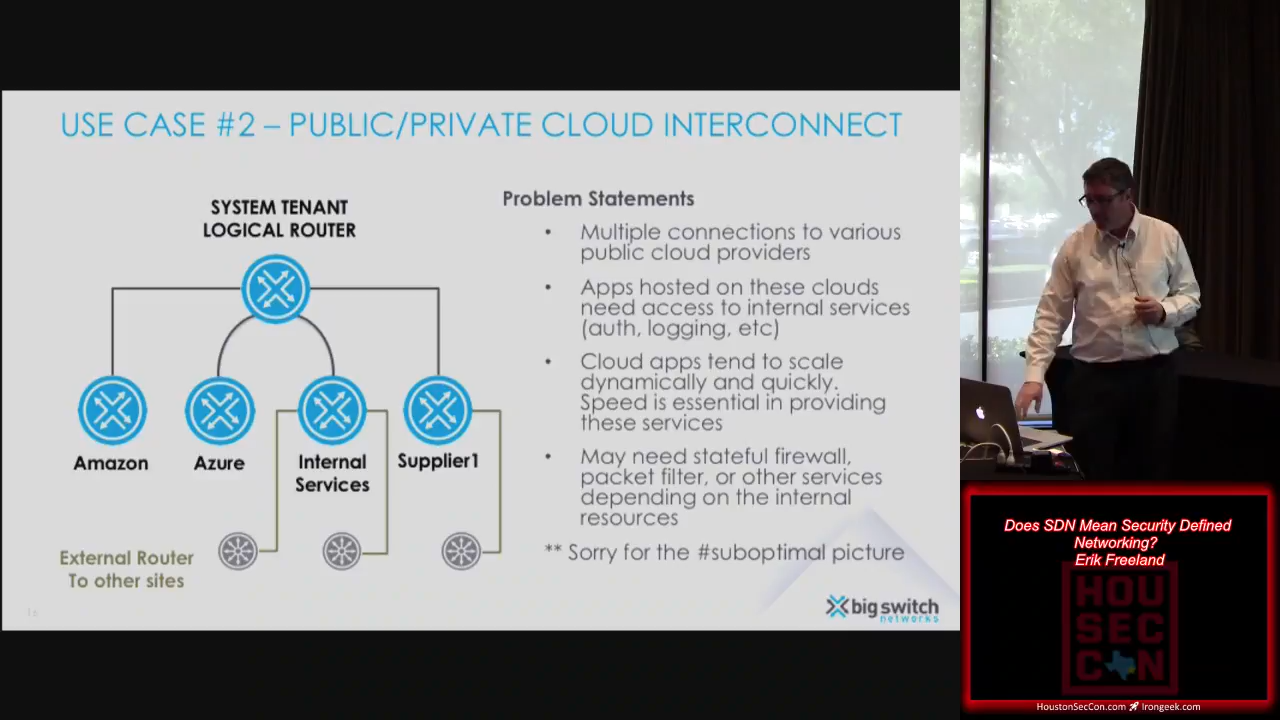 USE CASE #2 – PUBLIC/PRIVATE CLOUD INTERCONNECT
SYSTEM TENANT
LOGICAL ROUTER
Amazon
Azure
Internal
Services
Supplier1
External Router
To other sites
Problem Statements
• Multiple connections to various
public cloud providers
• Apps hosted on these clouds
need access to internal services
(auth, logging, etc)
• Cloud apps tend to scale
dynamically and quickly.
Speed is essential in providing
these services
• May need stateful firewall,
packet filter, or other services
depending on the internal
resources
** Sorry for the #suboptimal picture
big switch
networks
Does SDN Mean Security Defined
Networking?
Erik Freeland
HOU
SEC
C N
HoustonSecCon.com Irongeek.com